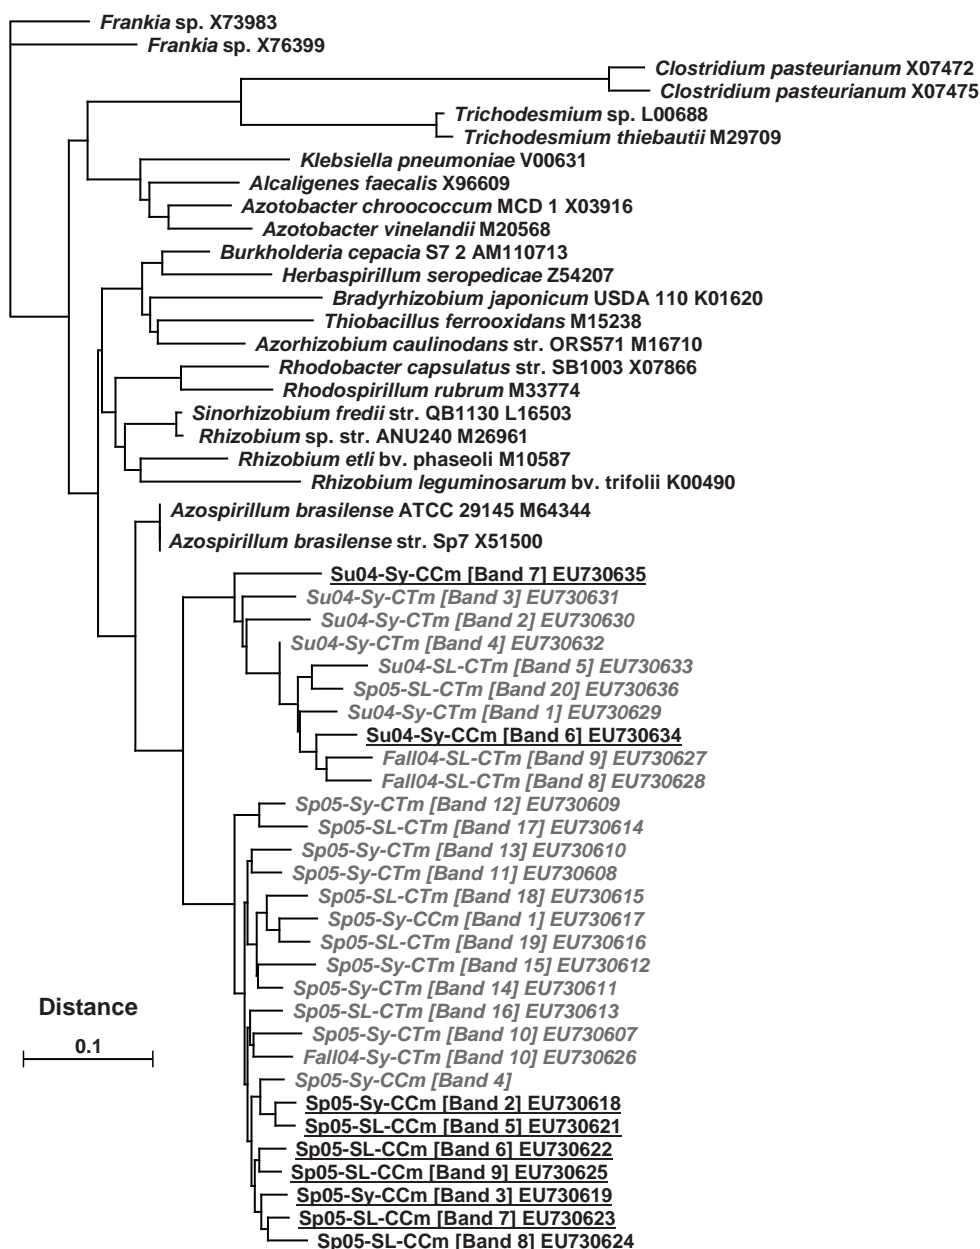 Frankia sp. X73983
Frankia sp. X76399
Clostridium pasteurianum X07472
Clostridium pasteurianum X07475
Trichodesmium sp. L00688
Trichodesmium thiebautii M29709
Klebsiella pneumoniae V00631
Alcaligenes faecalis X96609
Azotobacter chroococcum MCD 1 X03916
Azotobacter vinelandii M20568
Burkholderia cepacia S7 2 AM110713
Herbaspirillum seropedicae Z54207
Bradyrhizobium japonicum USDA 110 K01620
Thiobacillus ferrooxidans M15238
Azorhizobium caulinodans str. ORS571 M16710
Rhodobacter capsulatus str. SB1003 X07866
Rhodospirillum rubrum M33774
Sinorhizobium fredii str. QB1130 L16503
Rhizobium sp. str. ANU240 M26961
Rhizobium etli bv. phaseoli M10587
Rhizobium leguminosarum bv. trifolii K00490
Azospirillum brasilense ATCC 29145 M64344
Azospirillum brasilense str. Sp7 X51500
Su04-Sy-CCm [Band 7] EU730635
Su04-Sy-CTm [Band 3] EU730631
Su04-Sy-CTm [Band 2] EU730630
Su04-Sy-CTm [Band 4] EU730632
Su04-SL-CTm [Band 5] EU730633
Sp05-SL-CTm [Band 20] EU730636
Su04-Sy-CTm [Band 1] EU730629
Su04-Sy-CCm [Band 6] EU730634
Fall04-SL-CTm [Band 9] EU730627
Fall04-SL-CTm [Band 8] EU730628
Sp05-Sy-CTm [Band 12] EU730609
Sp05-SL-CTm [Band 17] EU730614
Sp05-Sy-CTm [Band 13] EU730610
Sp05-Sy-CTm [Band 11] EU730608
Sp05-SL-CTm [Band 18] EU730615
Sp05-Sy-CCm [Band 1] EU730617
Sp05-SL-CTm [Band 19] EU730616
Sp05-Sy-CTm [Band 15] EU730612
Sp05-Sy-CTm [Band 14] EU730611
Distance
Sp05-SL-CTm [Band 16] EU730613
Sp05-Sy-CTm [Band 10] EU730607
0.1
Fall04-Sy-CTm [Band 10] EU730626
Sp05-Sy-CCm [Band 4]
Sp05-Sy-CCm [Band 2] EU730618
Sp05-SL-CCm [Band 5] EU730621
Sp05-SL-CCm [Band 6] EU730622
Sp05-SL-CCm [Band 9] EU730625
Sp05-Sy-CCm [Band 3] EU730619
Sp05-SL-CCm [Band 7] EU730623
Sp05-SL-CCm [Band 8] EU730624